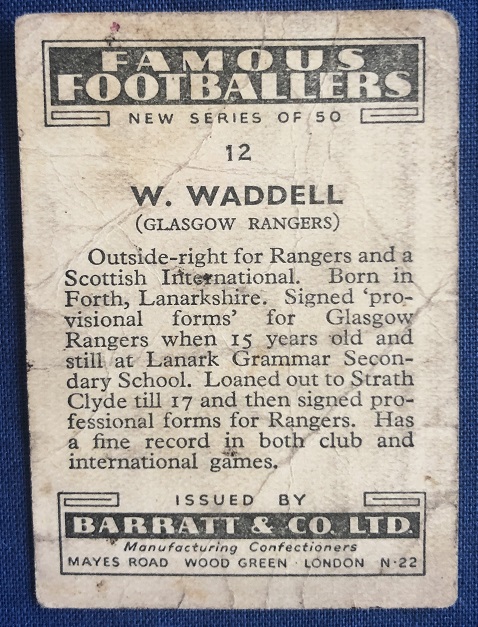 FAMOUS
FOOTBALLERS
NEW SERIES OF 50
12
W. WADDELL
(GLASGOW RANGERS)
Outside-right for Rangers and a
Scottish International. Born in
Forth, Lanarkshire. Signed ‘pro-
visional forms’ for Glasgow
Rangers when 15 years old and
still at Lanark Grammar Secon-
dary School. Loaned out to Strath
Clyde till 17 and then signed pro-
fessional forms for Rangers. Has
a fine record in both club and
international games.
ISSUED BY
BARRATT & CO. LTD.
Manufacturing Confectioners
MAYES ROAD WOOD GREEN · LONDON N·22